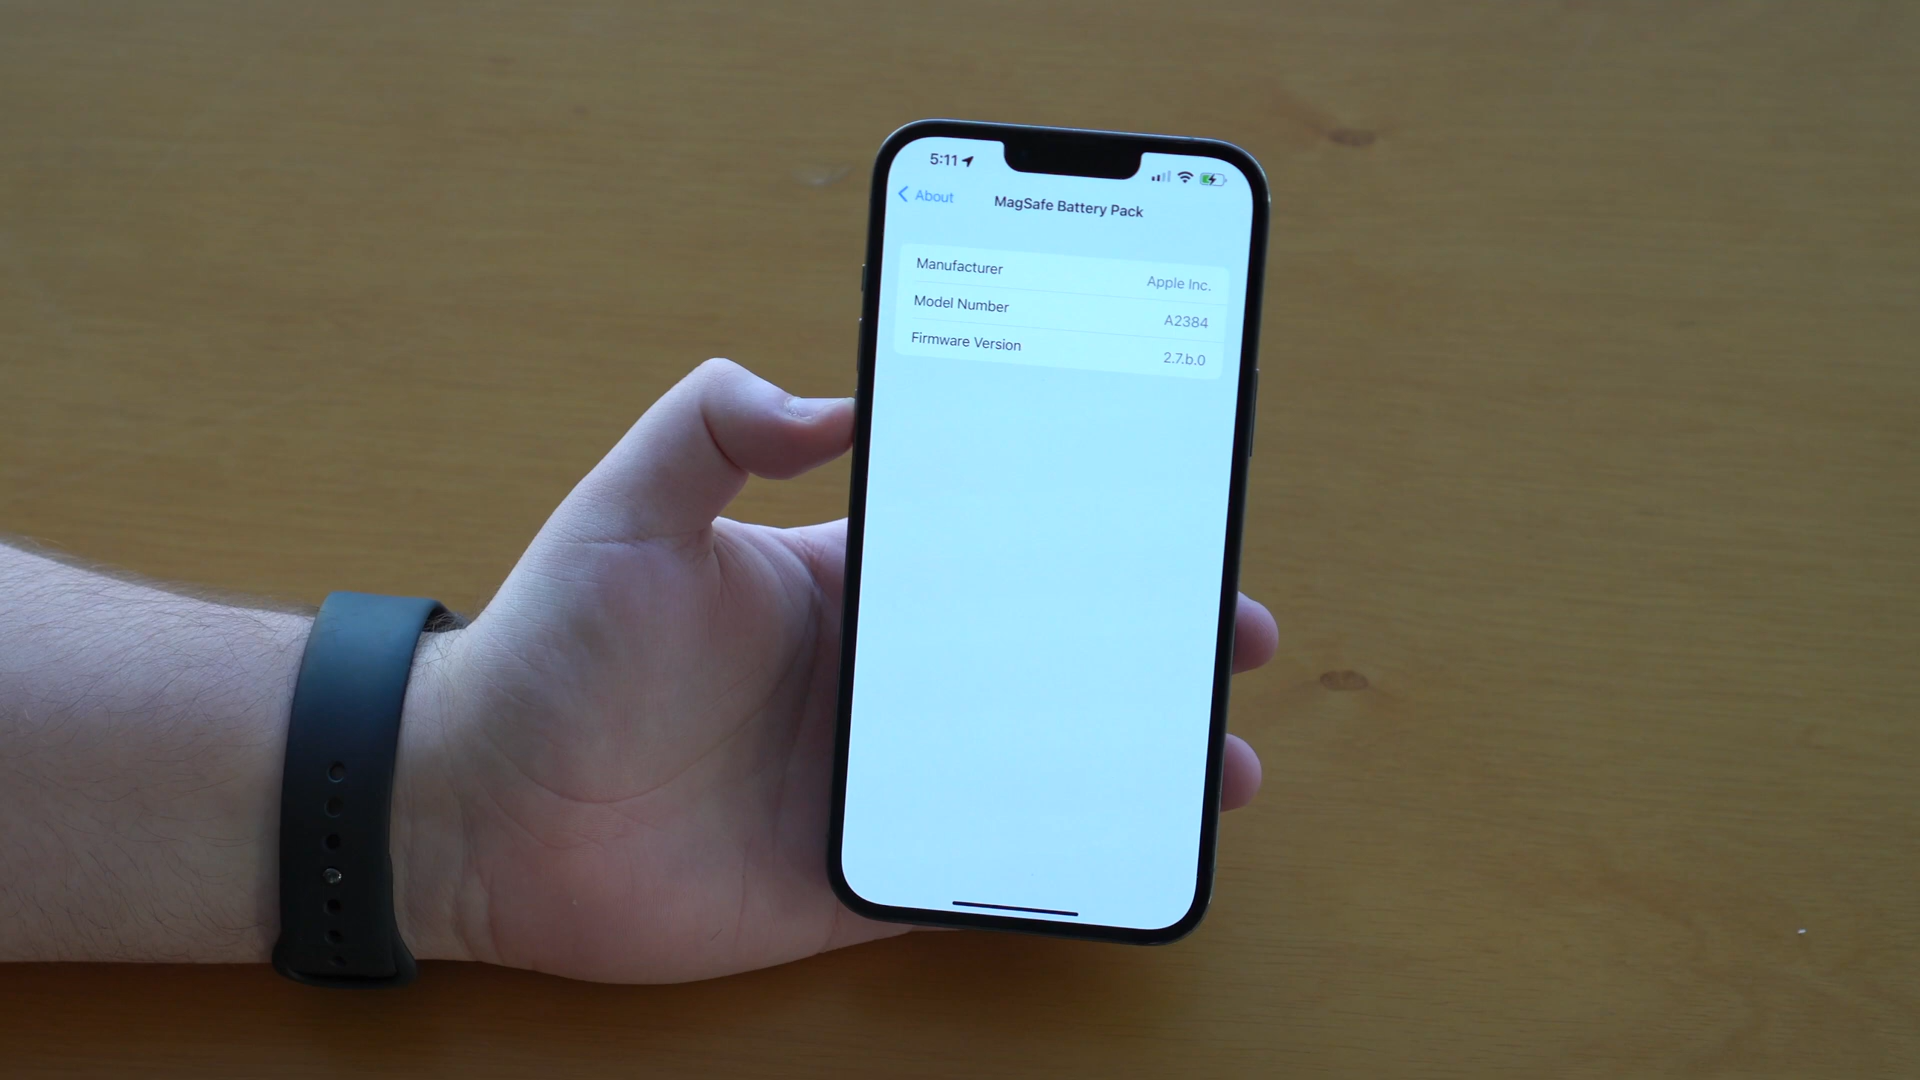 5:11
About
MagSafe Battery Pack
Manufacturer
Apple Inc.
Model Number
A2384
Firmware Version
2.7.b.0